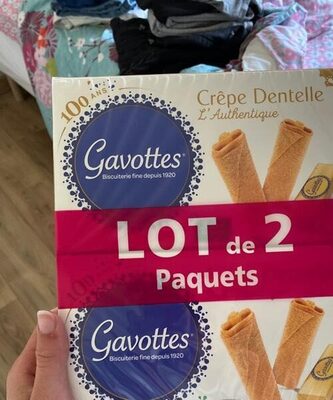 100 ANS
Crêpe Dentelle
L'Authentique
Gavottes®
Biscuiterie fine depuis 1920
LOT de 2
Paquets
Gavottes®
Biscuiterie fine depuis 1920